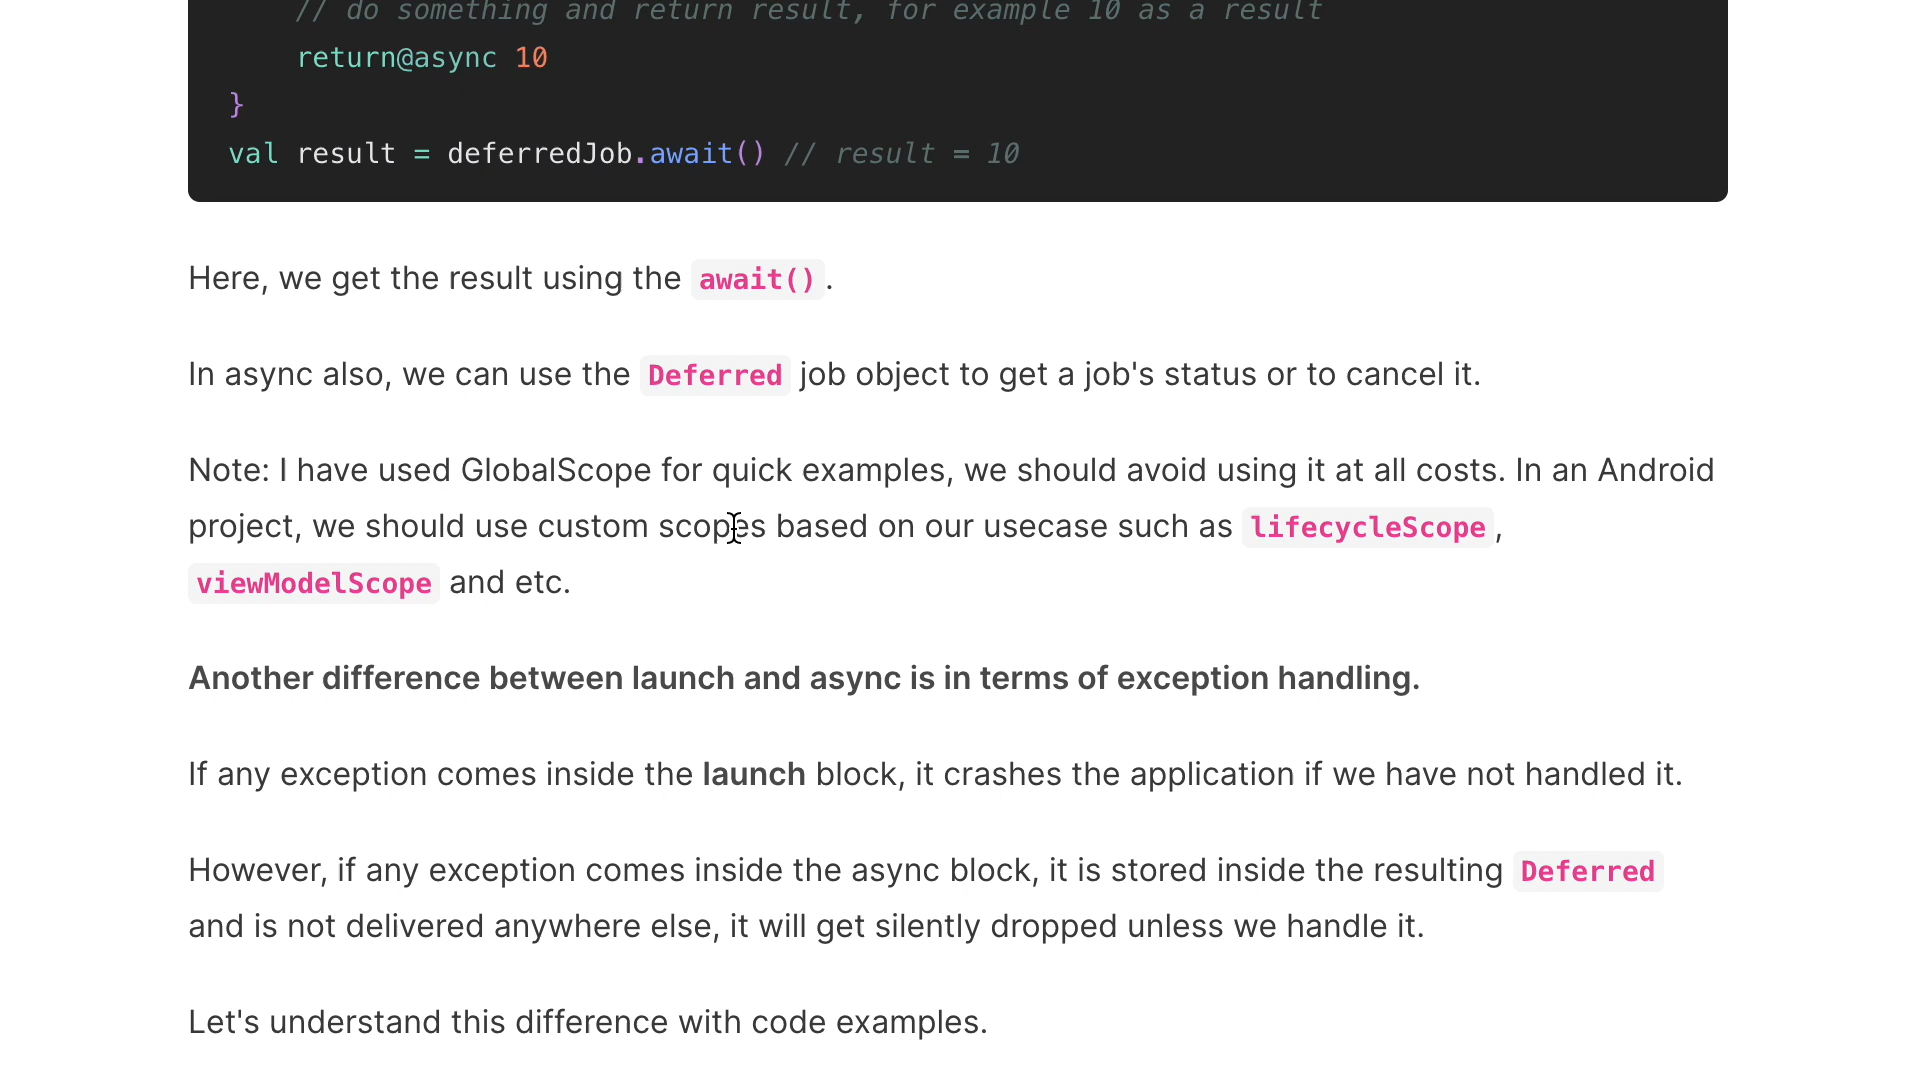 // do something and return result, for example 10 as a result
return@async 10
}
val result = deferredJob.await() // result = 10
Here, we get the result using the await().
In async also, we can use the Deferred job object to get a job's status or to cancel it.
Note: I have used GlobalScope for quick examples, we should avoid using it at all costs. In an Android
project, we should use custom scopes based on our usecase such as lifecycleScope,
viewModelScope and etc.
Another difference between launch and async is in terms of exception handling.
If any exception comes inside the launch block, it crashes the application if we have not handled it.
However, if any exception comes inside the async block, it is stored inside the resulting Deferred
and is not delivered anywhere else, it will get silently dropped unless we handle it.
Let's understand this difference with code examples.